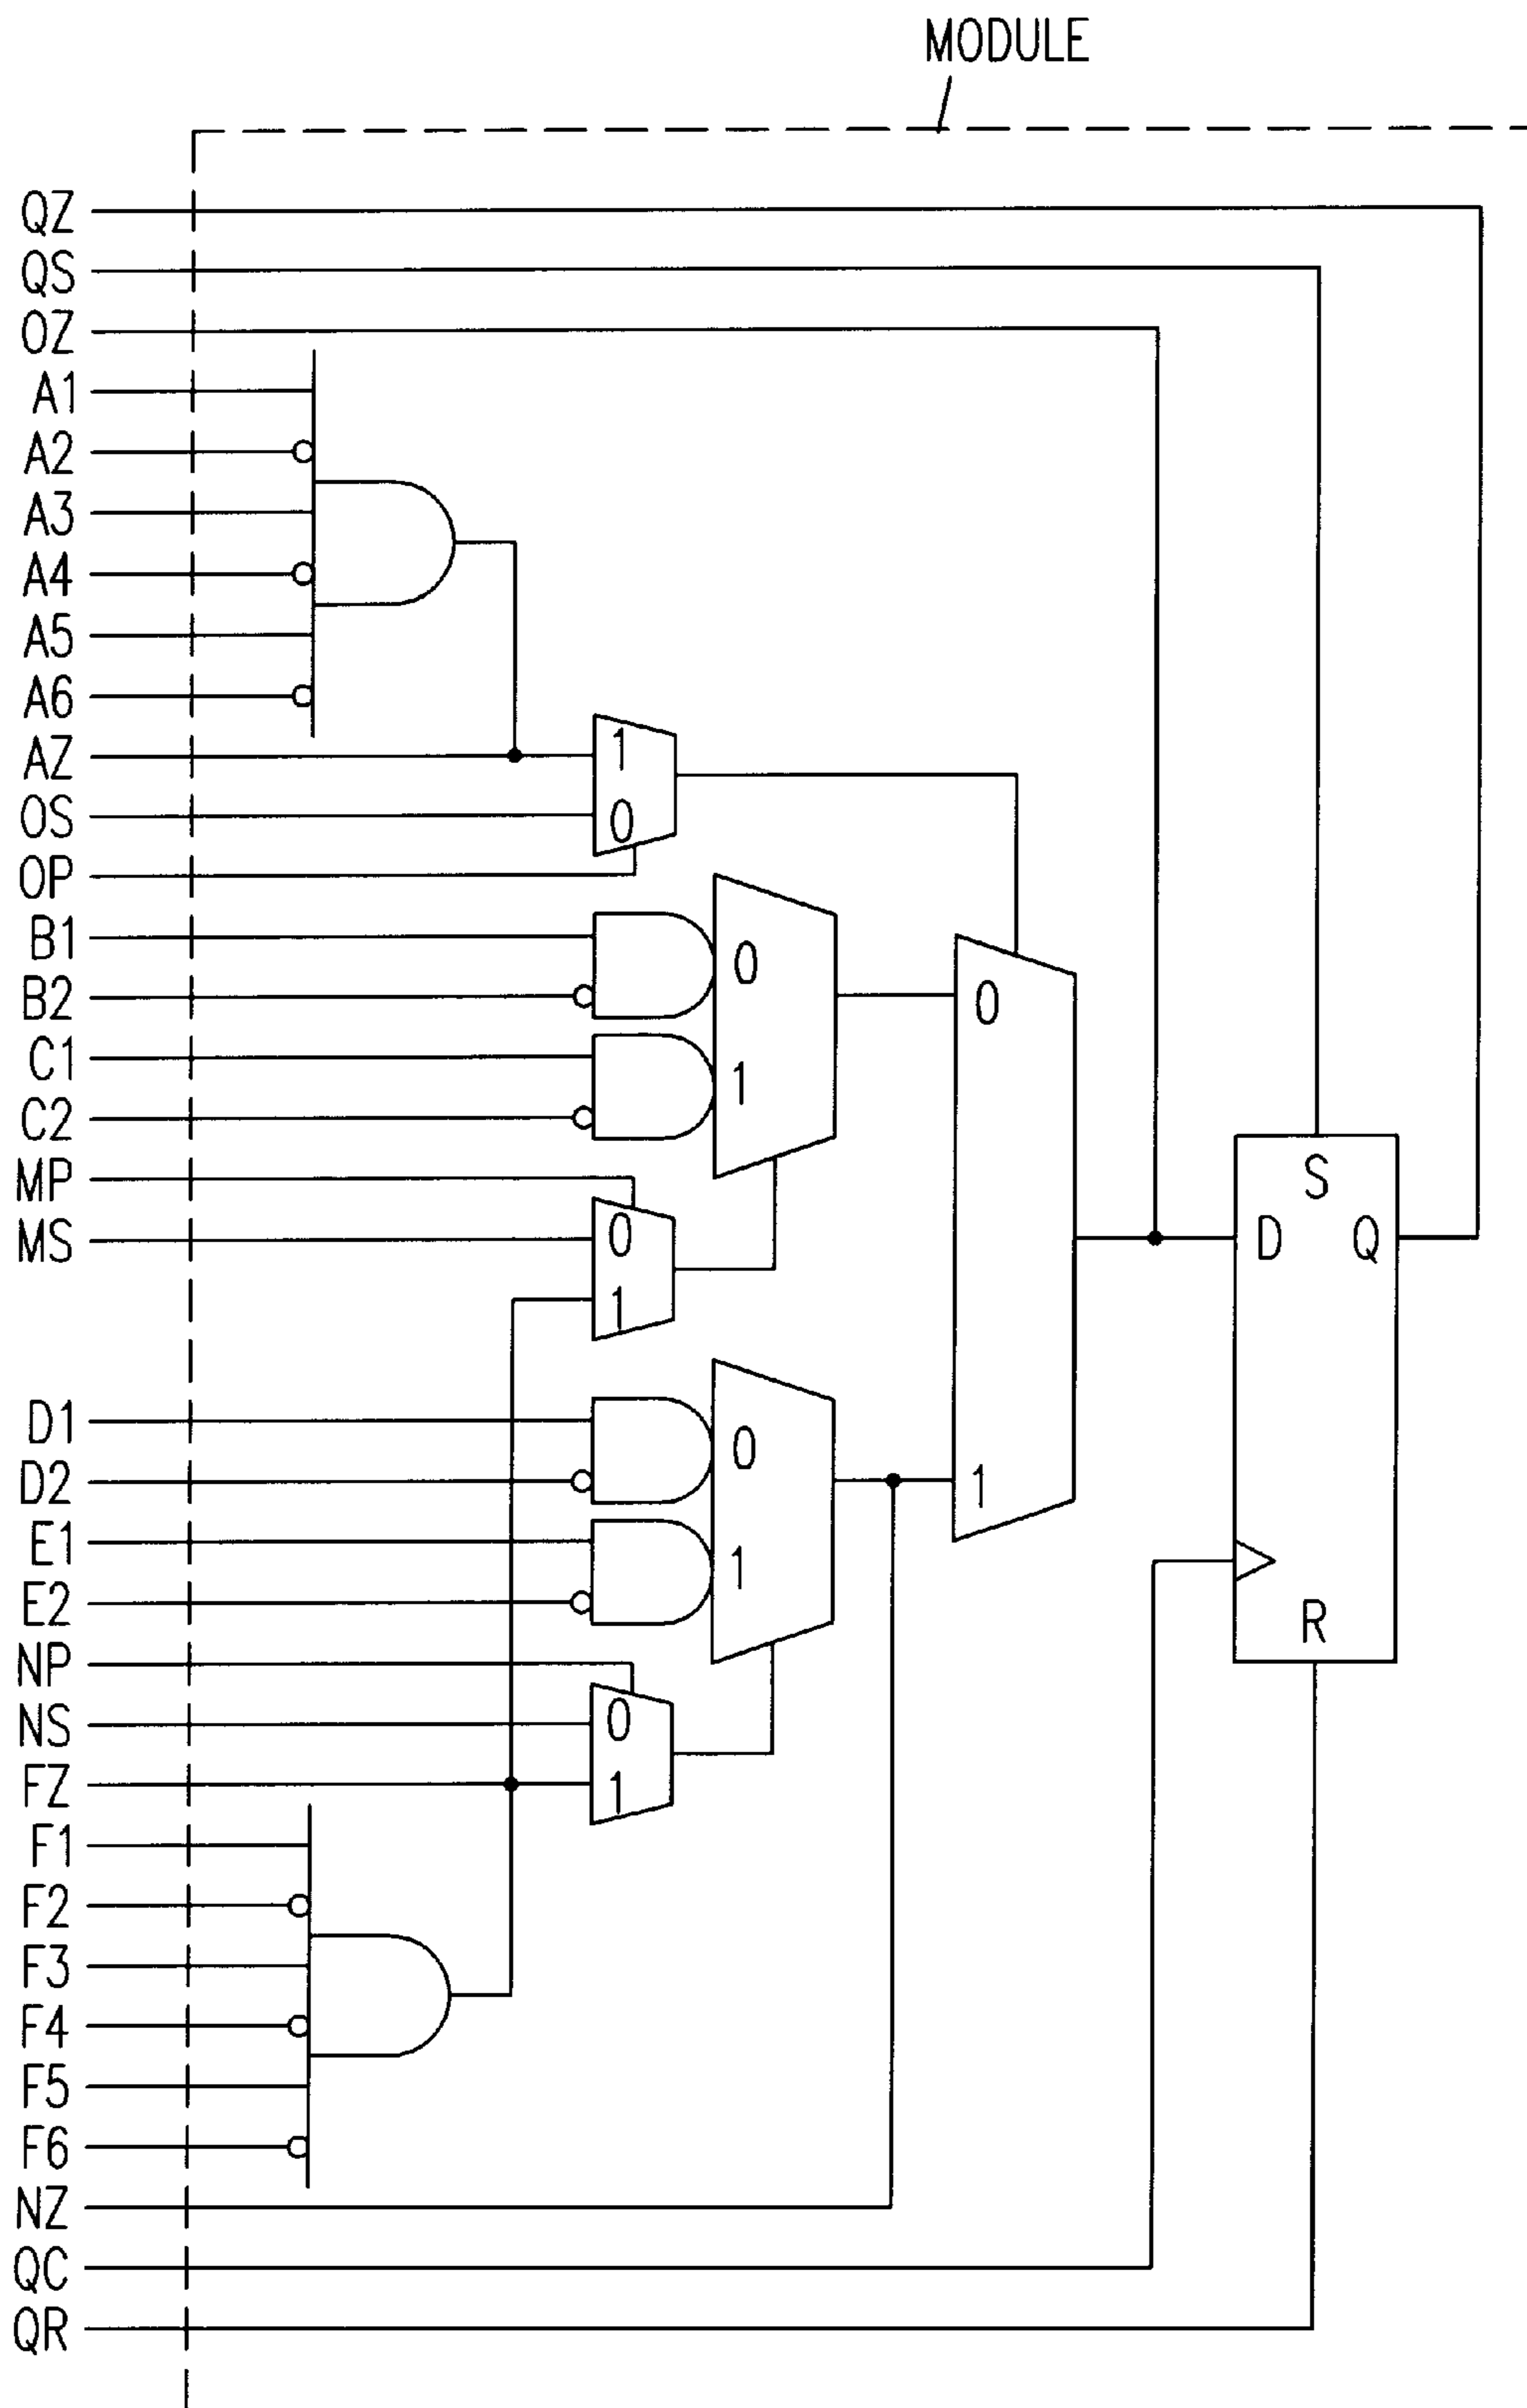 MODULE
QZ
QS
OZ
A1
A2
A3
A4
A5
A6
AZ
1
OS
0
OP
B1
0
B2
0
C1
1
C2
MP
S
MS
0
D Q
1
D1
0
D2
1
E1
1
E2
R
NP
NS
0
FZ
1
F1
F2
F3
F4
F5
F6
NZ
QC
QR